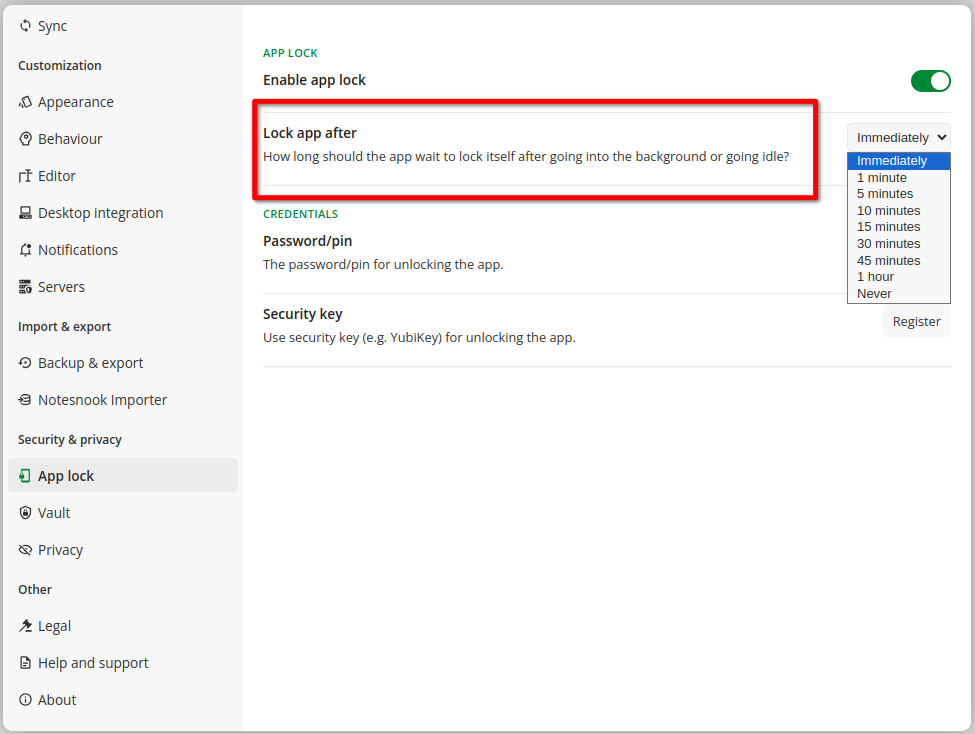 Sync
Customization
Appearance
Behaviour
Editor
Desktop integration
Notifications
Servers
Import & export
Backup & export
Notesnook Importer
Security & privacy
App lock
Vault
Privacy
Other
Legal
Help and support
About
APP LOCK
Enable app lock
Lock app after
How long should the app wait to lock itself after going into the background or going idle?
Immediately
Immediately
1 minute
5 minutes
10 minutes
15 minutes
30 minutes
45 minutes
1 hour
Never
CREDENTIALS
Password/pin
The password/pin for unlocking the app.
Security key
Use security key (e.g. YubiKey) for unlocking the app.
Register